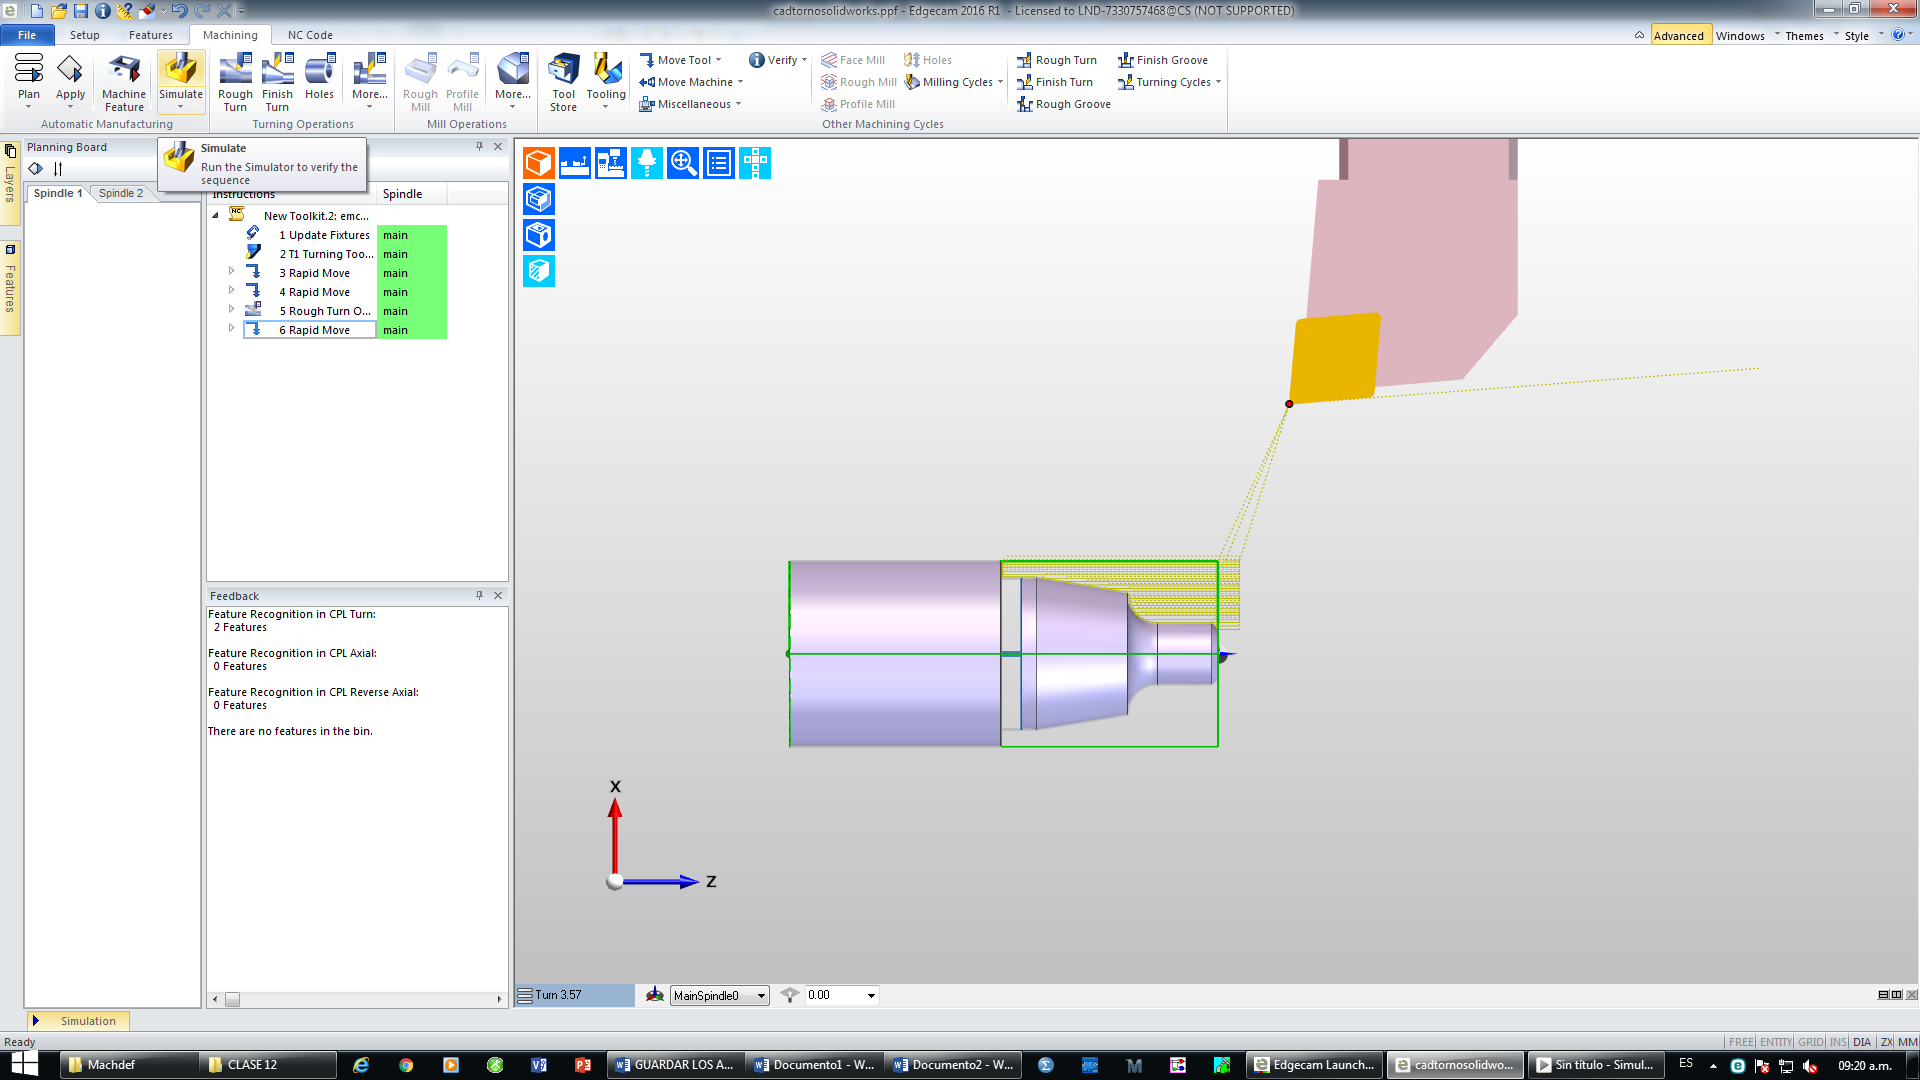 cadtornosolidworks.ppf - Edgecam 2016 R1 - Licensed to LND-7330757468@CS (NOT SUPPORTED)
File Setup Features Machining NC Code
Advanced Windows Themes Style
Plan Apply Machine Feature Simulate
Automatic Manufacturing
Rough Turn Finish Turn Holes More...
Turning Operations
Rough Mill Profile Mill More...
Mill Operations
Tool Store Tooling
Move Tool
Move Machine
Miscellaneous
Verify
Face Mill Holes
Rough Mill Milling Cycles
Profile Mill
Rough Turn Finish Groove
Finish Turn Turning Cycles
Rough Groove
Other Machining Cycles
Layers
Features
Planning Board
Spindle 1 Spindle 2
Simulate
Run the Simulator to verify the
sequence
Instructions Spindle
New Toolkit.2: emc...
1 Update Fixtures main
2 T1 Turning Too... main
3 Rapid Move main
4 Rapid Move main
5 Rough Turn O... main
6 Rapid Move main
Feedback
Feature Recognition in CPL Turn:
2 Features
Feature Recognition in CPL Axial:
0 Features
Feature Recognition in CPL Reverse Axial:
0 Features
There are no features in the bin.
X
Z
Turn 3.57 MainSpindle0 0.00
Simulation
Ready
FREE ENTITY GRID INS DIA ZX MM
Machdef CLASE 12 GUARDAR LOS A... Documento1 - W... Documento2 - W... Edgecam Launch... cadtornosolidwo... Sin título - Simul... ES 09:20 a.m.